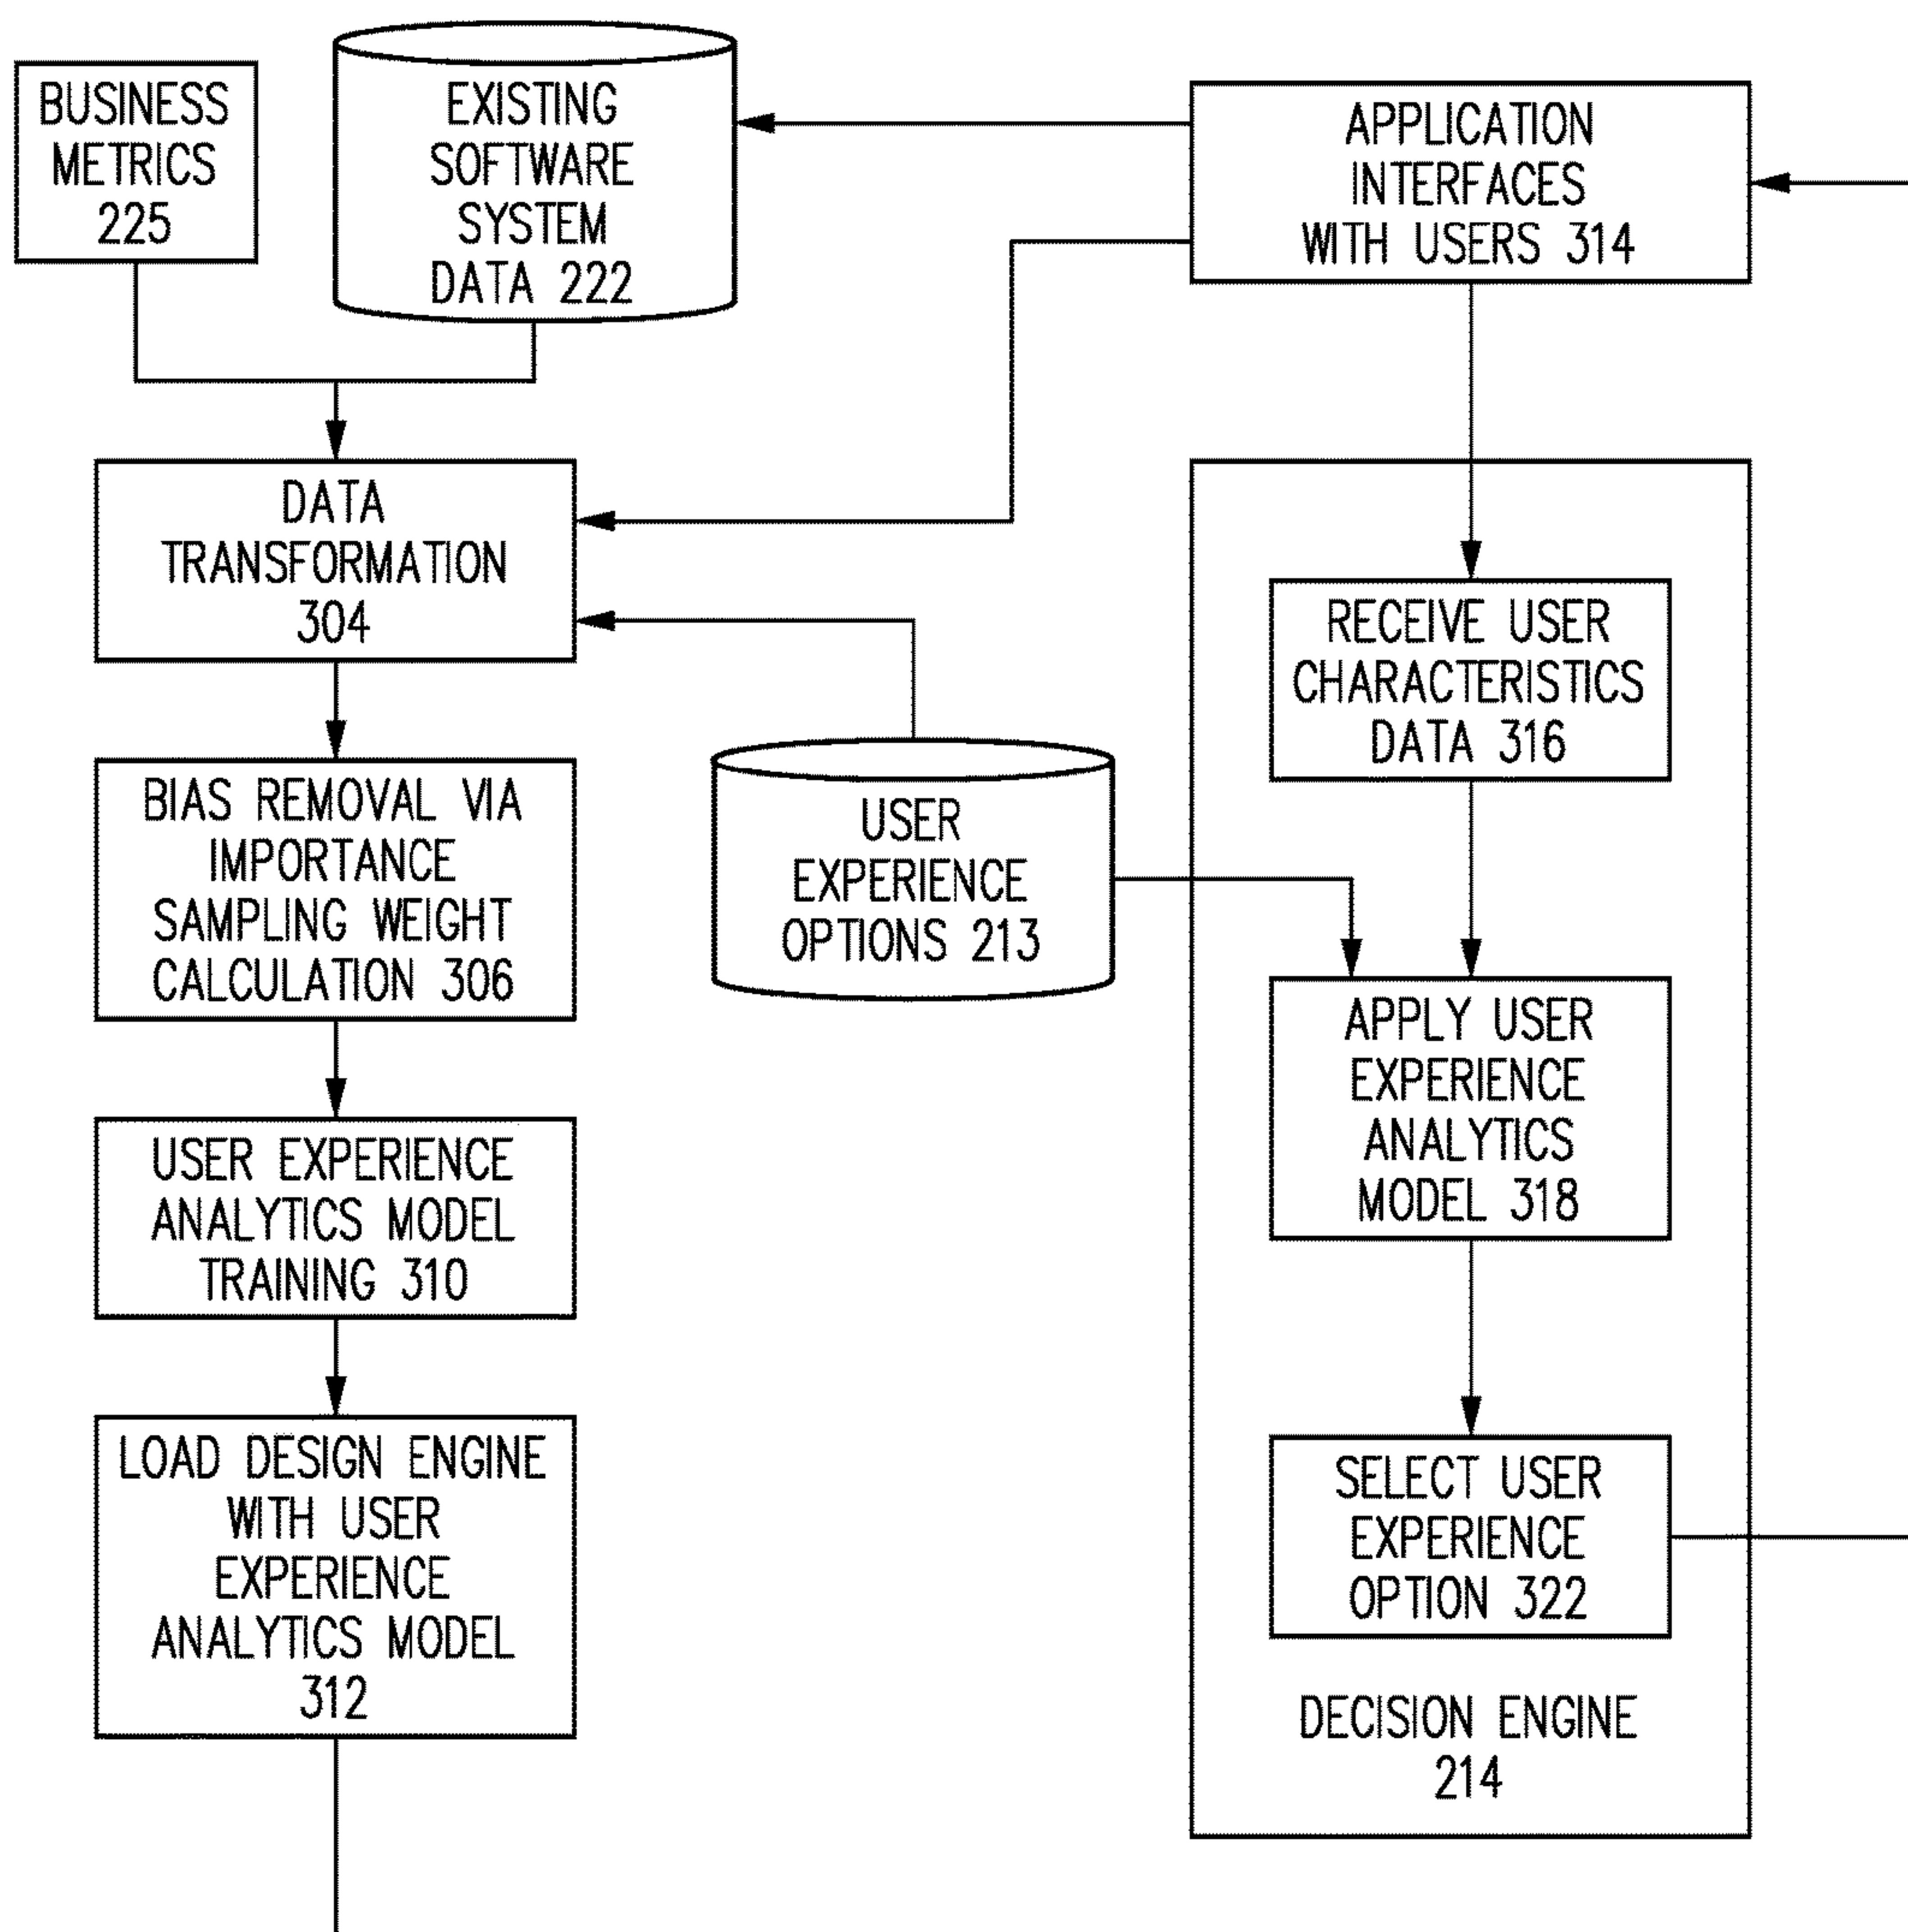 BUSINESS
METRICS
225
EXISTING
SOFTWARE
SYSTEM
DATA 222
APPLICATION
INTERFACES
WITH USERS 314
DATA
TRANSFORMATION
304
RECEIVE USER
CHARACTERISTICS
DATA 316
BIAS REMOVAL VIA
IMPORTANCE
SAMPLING WEIGHT
CALCULATION 306
USER
EXPERIENCE
OPTIONS 213
APPLY USER
EXPERIENCE
ANALYTICS
MODEL 318
USER EXPERIENCE
ANALYTICS MODEL
TRAINING 310
LOAD DESIGN ENGINE
WITH USER
EXPERIENCE
ANALYTICS MODEL
312
SELECT USER
EXPERIENCE
OPTION 322
DECISION ENGINE
214